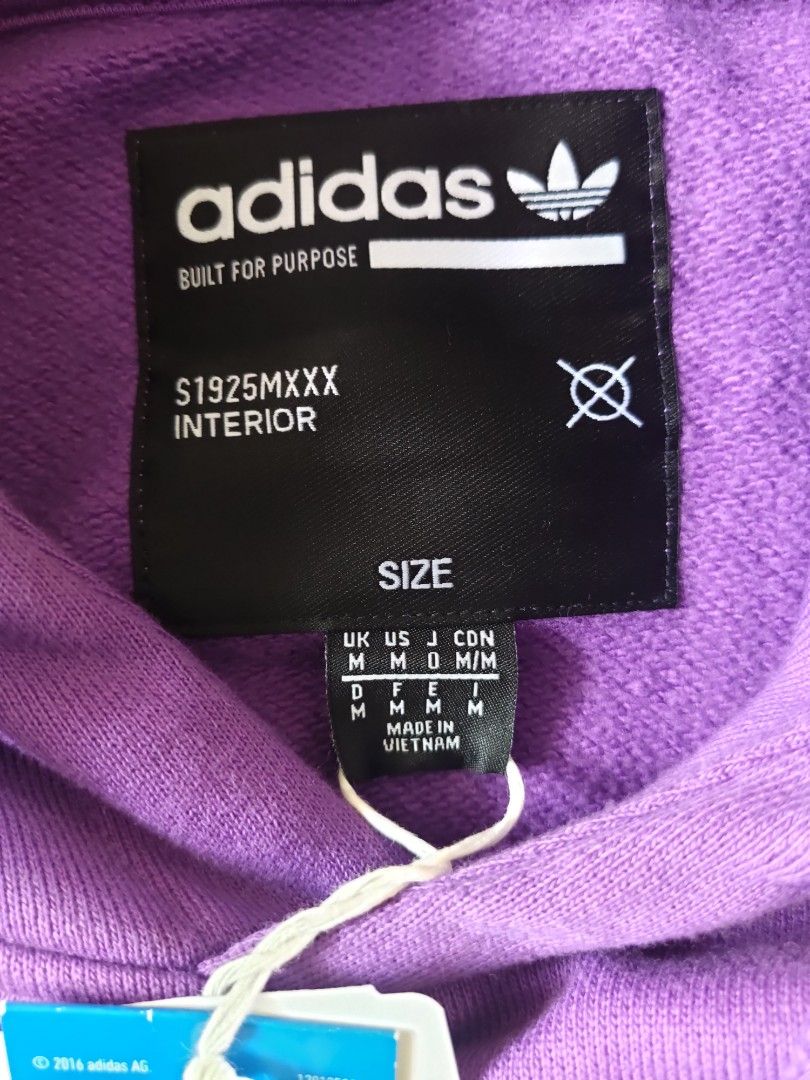 adidas
BUILT FOR PURPOSE
S1925MXXX
INTERIOR
SIZE
UK US J CDN
M M O M/M
D F E I
M M M M
MADE IN
VIETNAM
© 2016 adidas AG.